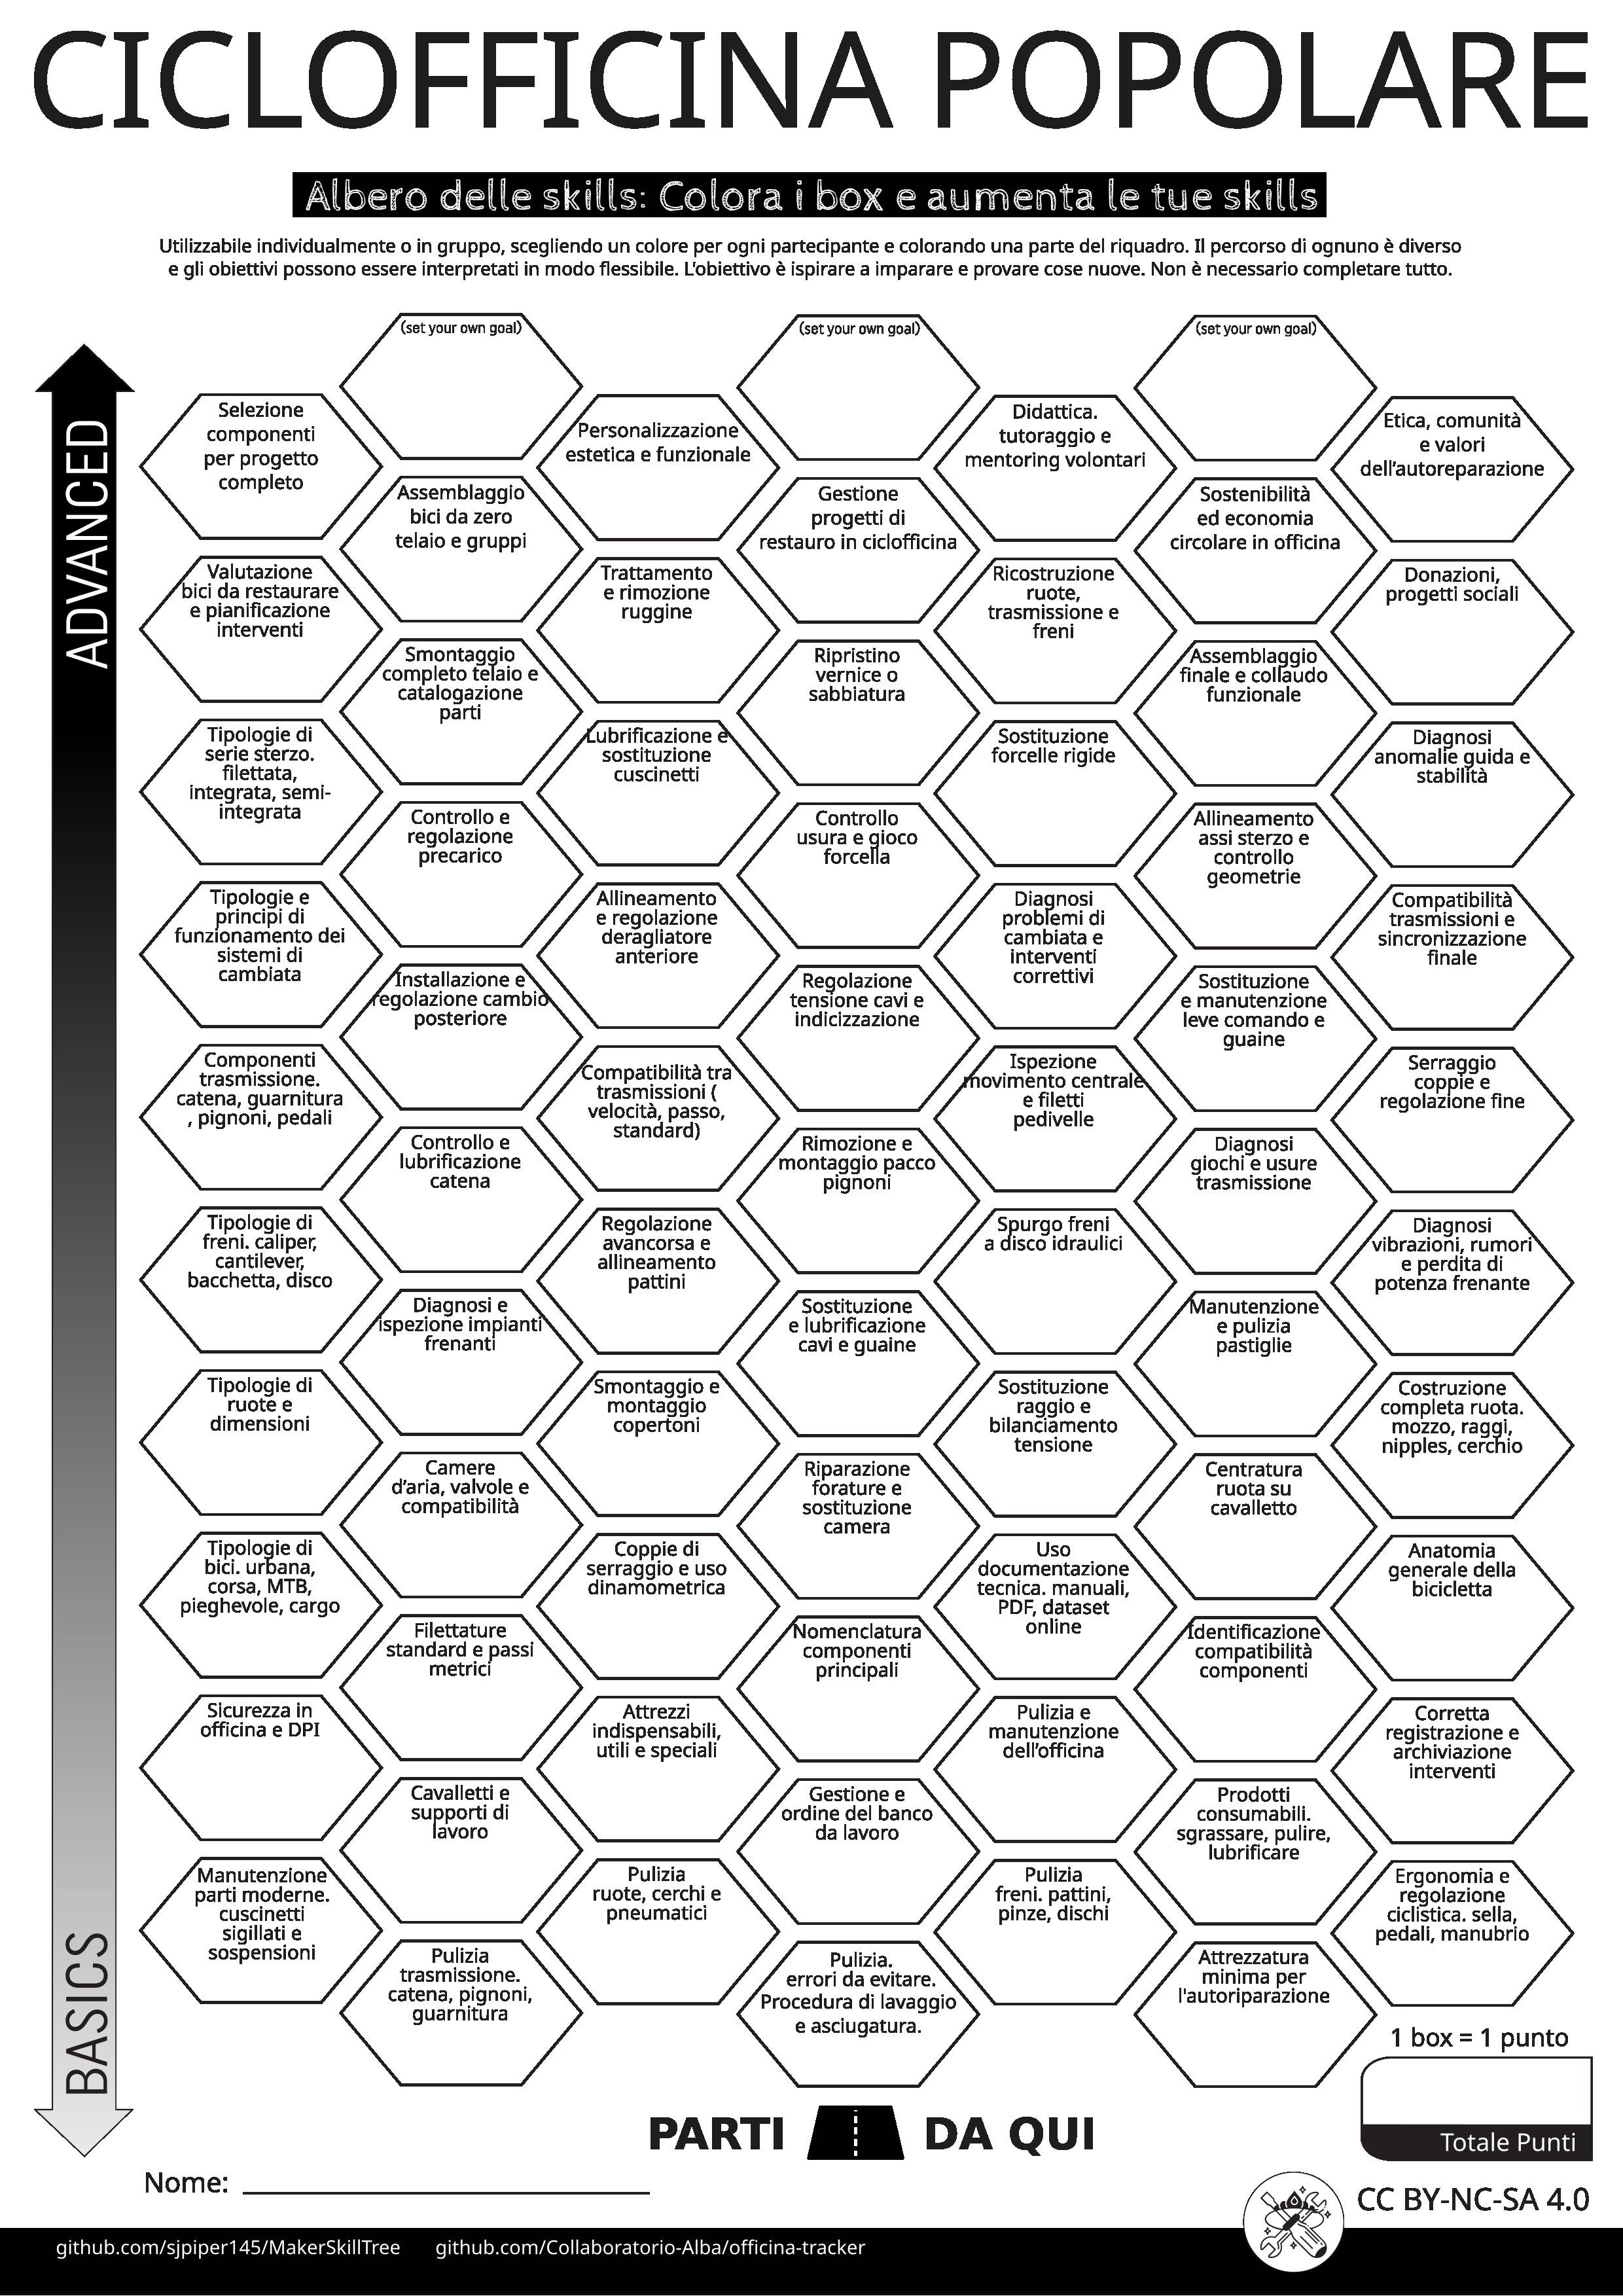 CICLOFFICINA POPOLARE
Albero delle skills: Colora i box e aumenta le tue skills
Utilizzabile individualmente o in gruppo, scegliendo un colore per ogni partecipante e colorando una parte del riquadro. Il percorso di ognuno è diverso
e gli obiettivi possono essere interpretati in modo flessibile. L'obiettivo è ispirare a imparare e provare cose nuove. Non è necessario completare tutto.
ADVANCED
(set your own goal)
(set your own goal)
(set your own goal)
Selezione
componenti
per progetto
completo
Personalizzazione
estetica e funzionale
Didattica.
tutoraggio e
mentoring volontari
Etica, comunità
e valori
dell’autoreparazione
Assemblaggio
bici da zero
telaio e gruppi
Gestione
progetti di
restauro in ciclofficina
Sostenibilità
ed economia
circolare in officina
Valutazione
bici da restaurare
e pianificazione
interventi
Trattamento
e rimozione
ruggine
Ricostruzione
ruote,
trasmissione e
freni
Donazioni,
progetti sociali
Smontaggio
completo telaio e
catalogazione
parti
Ripristino
vernice o
sabbiatura
Assemblaggio
finale e collaudo
funzionale
Tipologie di
serie sterzo.
filettata,
integrata, semi-
integrata
Lubrificazione e
sostituzione
cuscinetti
Sostituzione
forcelle rigide
Diagnosi
anomalie guida e
stabilità
Controllo e
regolazione
precarico
Controllo
usura e gioco
forcella
Allineamento
assi sterzo e
controllo
geometrie
Tipologie e
principi di
funzionamento dei
sistemi di
cambiata
Allineamento
e regolazione
deragliatore
anteriore
Diagnosi
problemi di
cambiata e
interventi
correttivi
Compatibilità
trasmissioni e
sincronizzazione
finale
Installazione e
regolazione cambio
posteriore
Regolazione
tensione cavi e
indicizzazione
Sostituzione
e manutenzione
leve comando e
guaine
Componenti
trasmissione.
catena, guarnitura
, pignoni, pedali
Compatibilità tra
trasmissioni (
velocità, passo,
standard)
Ispezione
movimento centrale
e filetti
pedivelle
Serraggio
coppie e
regolazione fine
Controllo e
lubrificazione
catena
Rimozione e
montaggio pacco
pignoni
Diagnosi
giochi e usure
trasmissione
Tipologie di
freni. caliper,
cantilever,
bacchetta, disco
Regolazione
avancorsa e
allineamento
pattini
Spurgo freni
a disco idraulici
Diagnosi
vibrazioni, rumori
e perdita di
potenza frenante
Diagnosi e
ispezione impianti
frenanti
Sostituzione
e lubrificazione
cavi e guaine
Manutenzione
e pulizia
pastiglie
Tipologie di
ruote e
dimensioni
Smontaggio e
montaggio
copertoni
Sostituzione
raggio e
bilanciamento
tensione
Costruzione
completa ruota.
mozzo, raggi,
nipples, cerchio
Camere
d’aria, valvole e
compatibilità
Riparazione
forature e
sostituzione
camera
Centratura
ruota su
cavalletto
Tipologie di
bici. urbana,
corsa, MTB,
pieghevole, cargo
Coppie di
serraggio e uso
dinamometrica
Uso
documentazione
tecnica. manuali,
PDF, dataset
online
Anatomia
generale della
bicicletta
Filettature
standard e passi
metrici
Nomenclatura
componenti
principali
Identificazione
compatibilità
componenti
Sicurezza in
officina e DPI
Attrezzi
indispensabili,
utili e speciali
Pulizia e
manutenzione
dell’officina
Corretta
registrazione e
archiviazione
interventi
Cavalletti e
supporti di
lavoro
Gestione e
ordine del banco
da lavoro
Prodotti
consumabili.
sgrassare, pulire,
lubrificare
Manutenzione
parti moderne.
cuscinetti
sigillati e
sospensioni
Pulizia
ruote, cerchi e
pneumatici
Pulizia
freni. pattini,
pinze, dischi
Ergonomia e
regolazione
ciclistica. sella,
pedali, manubrio
Pulizia
trasmissione.
catena, pignoni,
guarnitura
Pulizia.
errori da evitare.
Procedura di lavaggio
e asciugatura.
Attrezzatura
minima per
l'autoriparazione
BASICS
1 box = 1 punto
Totale Punti
PARTI DA QUI
Nome:
CC BY-NC-SA 4.0
github.com/sjpiper145/MakerSkillTree github.com/Collaboratorio-Alba/officina-tracker